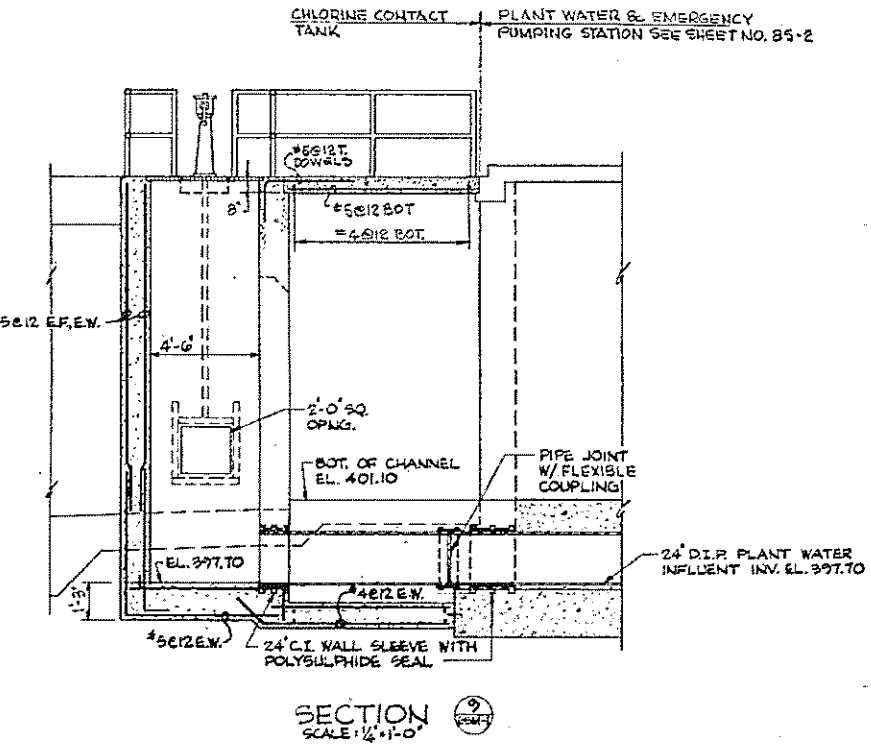 CHLORINE CONTACT
TANK
PLANT WATER & EMERGENCY
PUMPING STATION SEE SHEET NO. 85-2
#5@12 T.
DOWELS
8"
#5@12 BOT
#4@12 BOT.
5@12 E.F., E.W.
4'-6"
2'-0" SQ.
OPNG.
BOT. OF CHANNEL
EL. 401.10
PIPE JOINT
W/ FLEXIBLE
COUPLING
EL. 397.70
24" D.I.P. PLANT WATER
INFLUENT INV. EL. 397.70
1'-3"
#4@12 E.W.
#5@12 E.W.
24" C.I. WALL SLEEVE WITH
POLYSULPHIDE SEAL
SECTION 9
SCALE: 1/4"=1'-0"